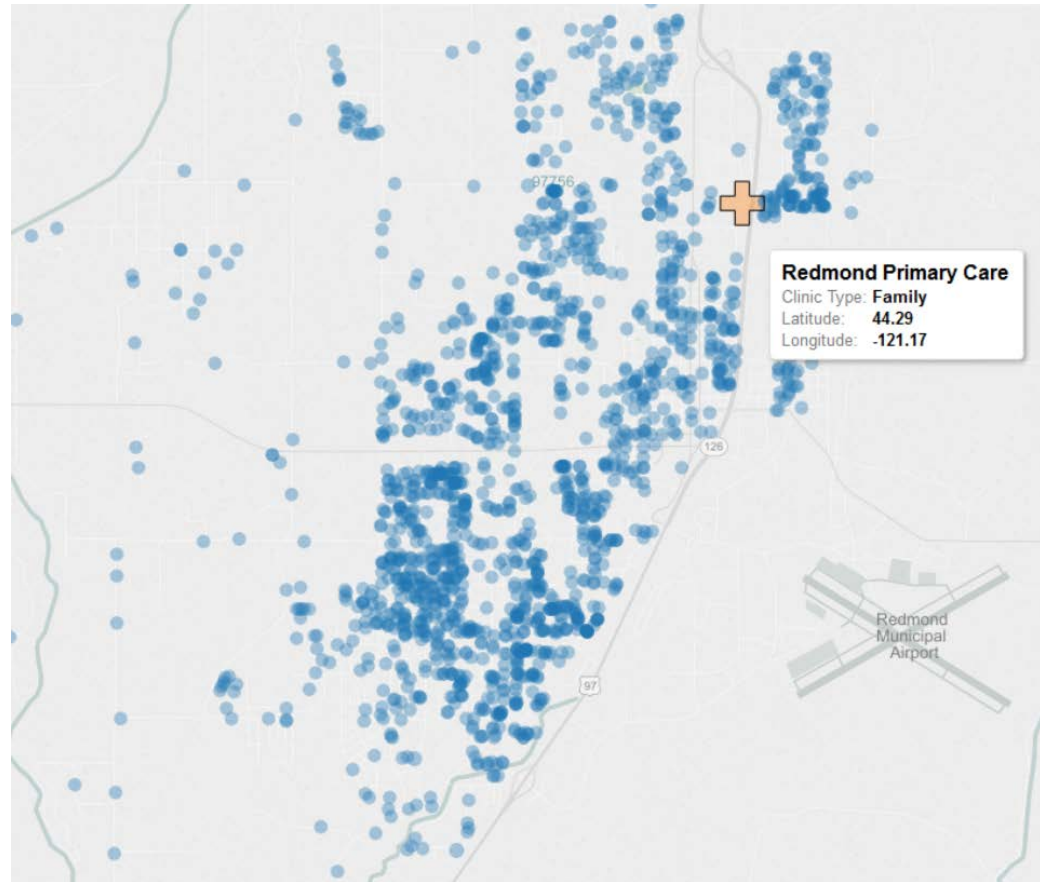 97756
Redmond Primary Care
Clinic Type: Family
Latitude: 44.29
Longitude: -121.17
126
Redmond
Municipal
Airport
97